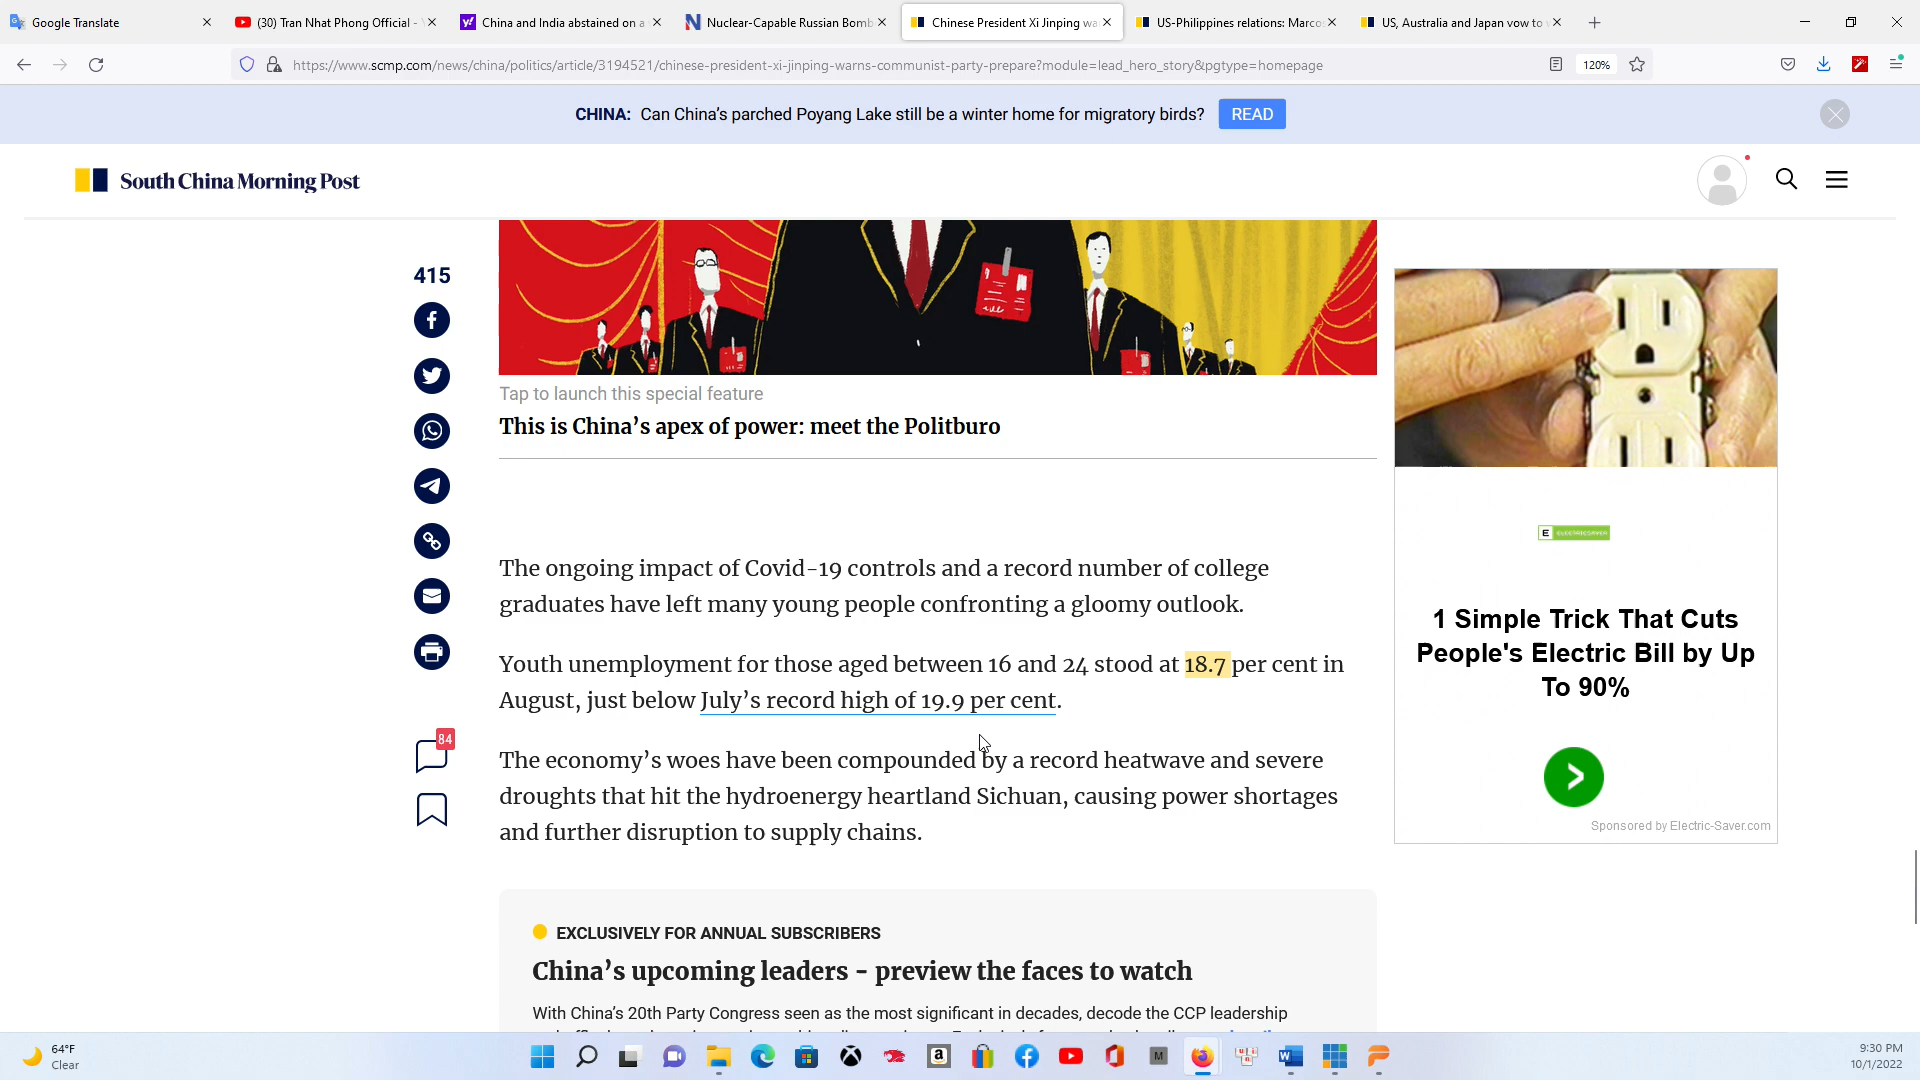 Google Translate
(30) Tran Nhat Phong Official -
China and India abstained on a
Nuclear-Capable Russian Bomb
Chinese President Xi Jinping wa
US-Philippines relations: Marcos
US, Australia and Japan vow to
https://www.scmp.com/news/china/politics/article/3194521/chinese-president-xi-jinping-warns-communist-party-prepare?module=lead_hero_story&pgtype=homepage
120%
CHINA: Can China's parched Poyang Lake still be a winter home for migratory birds? READ
South China Morning Post
415
Tap to launch this special feature
This is China's apex of power: meet the Politburo
The ongoing impact of Covid-19 controls and a record number of college
graduates have left many young people confronting a gloomy outlook.
Youth unemployment for those aged between 16 and 24 stood at 18.7 per cent in
August, just below July's record high of 19.9 per cent.
84
The economy's woes have been compounded by a record heatwave and severe
droughts that hit the hydroenergy heartland Sichuan, causing power shortages
and further disruption to supply chains.
EXCLUSIVELY FOR ANNUAL SUBSCRIBERS
China's upcoming leaders - preview the faces to watch
With China's 20th Party Congress seen as the most significant in decades, decode the CCP leadership
E ELECTRICSAVER
1 Simple Trick That Cuts
People's Electric Bill by Up
To 90%
Sponsored by Electric-Saver.com
64°F
Clear
9:30 PM
10/1/2022